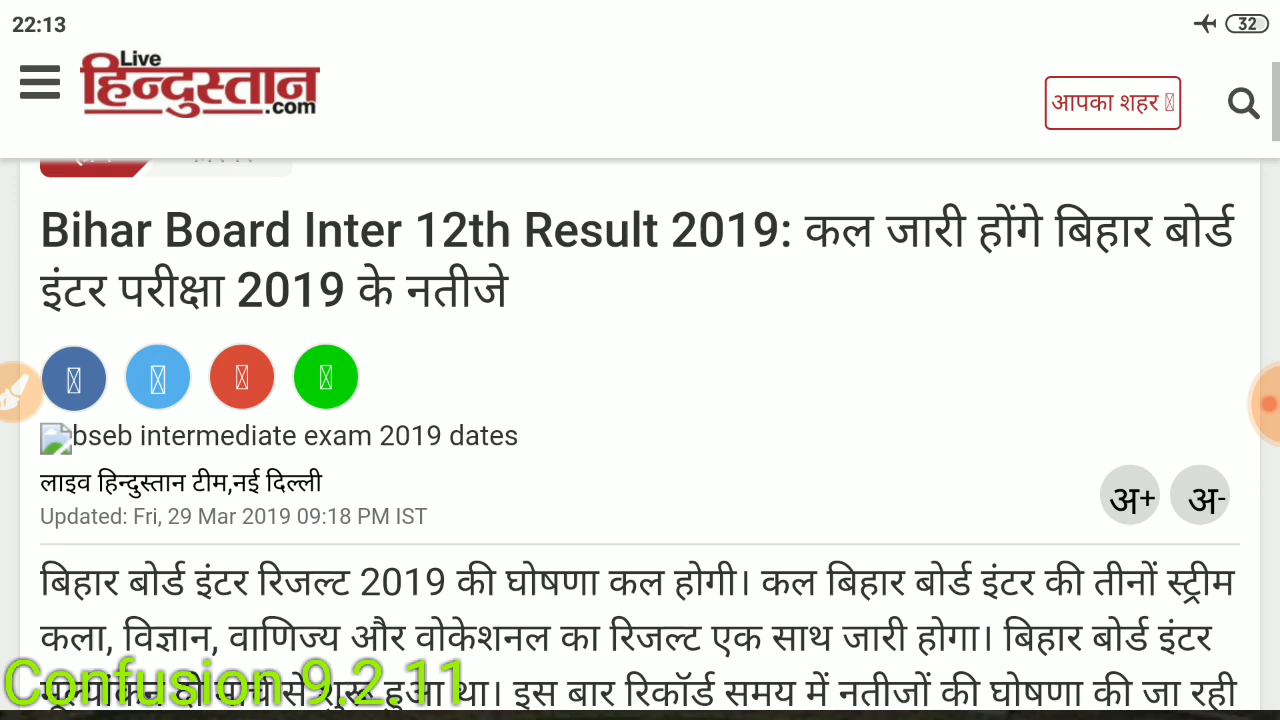 22:13
32
Live
हिन्दुस्तान
.com
आपका शहर
Bihar Board Inter 12th Result 2019: कल जारी होंगे बिहार बोर्ड
इंटर परीक्षा 2019 के नतीजे
bseb intermediate exam 2019 dates
लाइव हिन्दुस्तान टीम,नई दिल्ली
अ+ अ-
Updated: Fri, 29 Mar 2019 09:18 PM IST
बिहार बोर्ड इंटर रिजल्ट 2019 की घोषणा कल होगी। कल बिहार बोर्ड इंटर की तीनों स्ट्रीम
कला, विज्ञान, वाणिज्य और वोकेशनल का रिजल्ट एक साथ जारी होगा। बिहार बोर्ड इंटर
से शुरू हुआ था। इस बार रिकॉर्ड समय में नतीजों की घोषणा की जा रही
Confusion 9.2.11